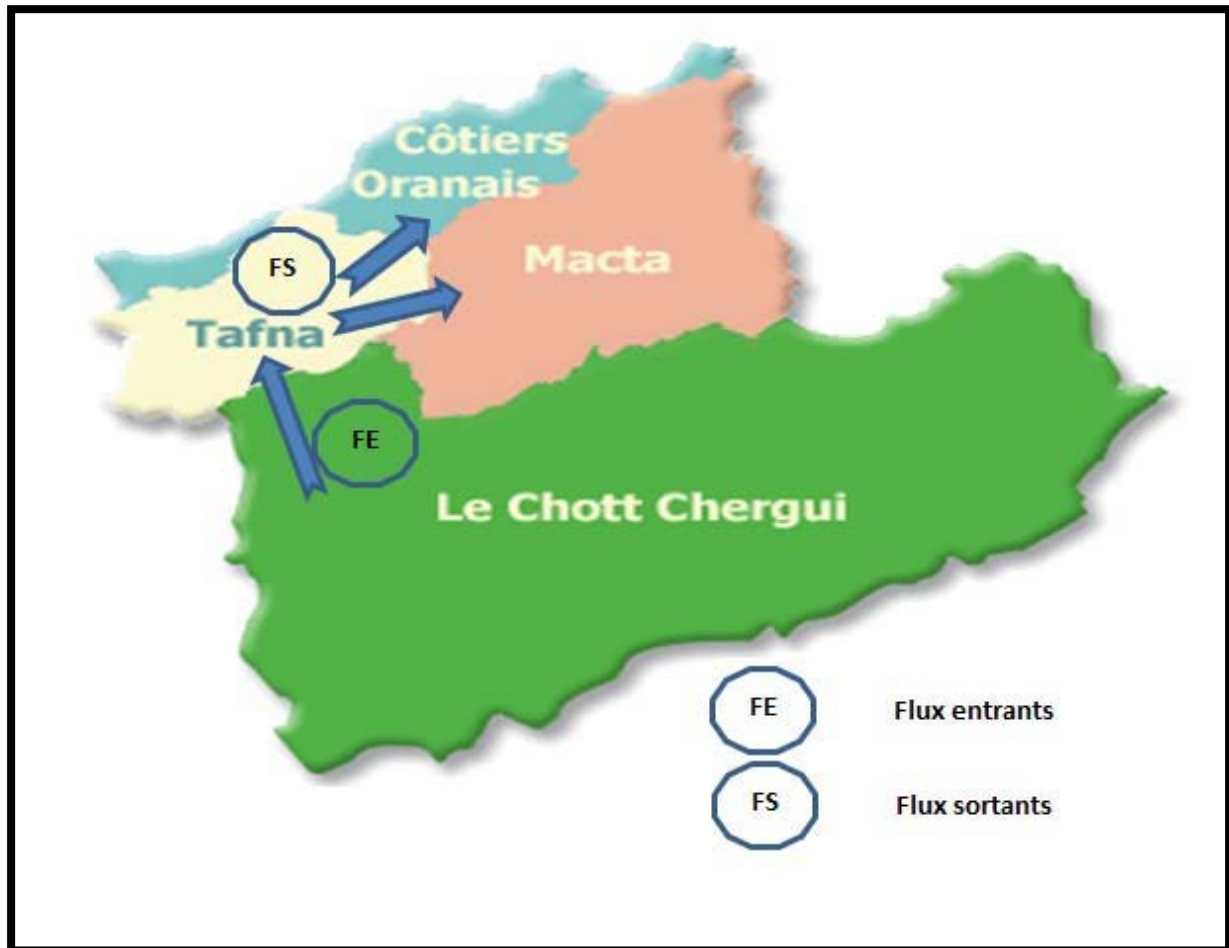 Côtiers
Oranais
Macta
FS
Tafna
FE
Le Chott Chergui
FE Flux entrants
FS Flux sortants